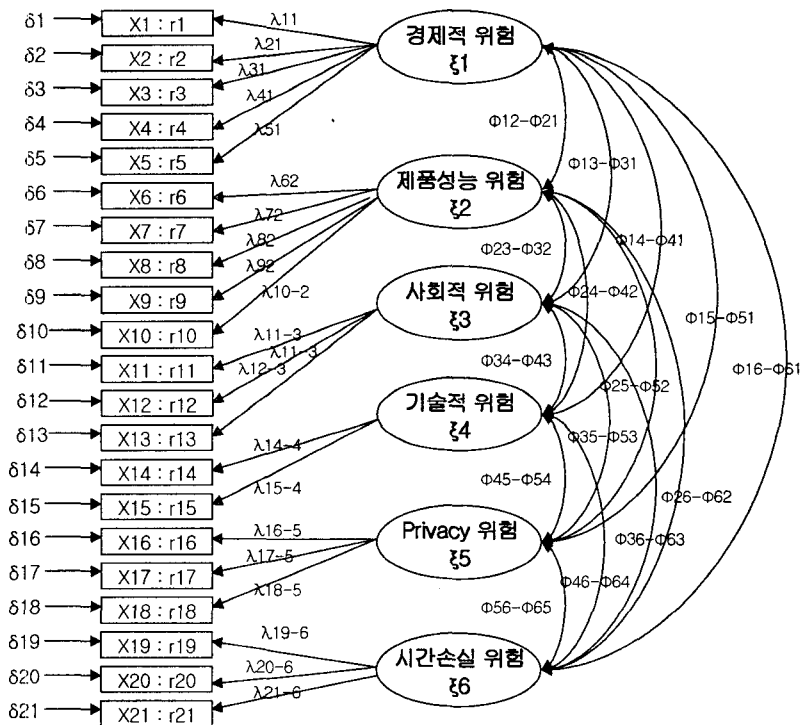 δ1 X1 : r1 λ11
δ2 X2 : r2 λ21
δ3 X3 : r3 λ31
δ4 X4 : r4 λ41
δ5 X5 : r5 λ51
경제적 위험
ξ1
δ6 X6 : r6 λ62
δ7 X7 : r7 λ72
δ8 X8 : r8 λ82
δ9 X9 : r9 λ92
δ10 X10 : r10 λ10-2
제품성능 위험
ξ2
δ11 X11 : r11 λ11-3
δ12 X12 : r12 λ11-3
δ13 X13 : r13 λ12-3
사회적 위험
ξ3
δ14 X14 : r14 λ14-4
δ15 X15 : r15 λ15-4
기술적 위험
ξ4
δ16 X16 : r16 λ16-5
δ17 X17 : r17 λ17-5
δ18 X18 : r18 λ18-5
Privacy 위험
ξ5
δ19 X19 : r19 λ19-6
δ20 X20 : r20 λ20-6
δ21 X21 : r21 λ21-6
시간손실 위험
ξ6
Φ12-Φ21
Φ13-Φ31
Φ14-Φ41
Φ23-Φ32
Φ24-Φ42
Φ15-Φ51
Φ34-Φ43
Φ16-Φ61
Φ25-Φ52
Φ35-Φ53
Φ45-Φ54
Φ26-Φ62
Φ36-Φ63
Φ46-Φ64
Φ56-Φ65